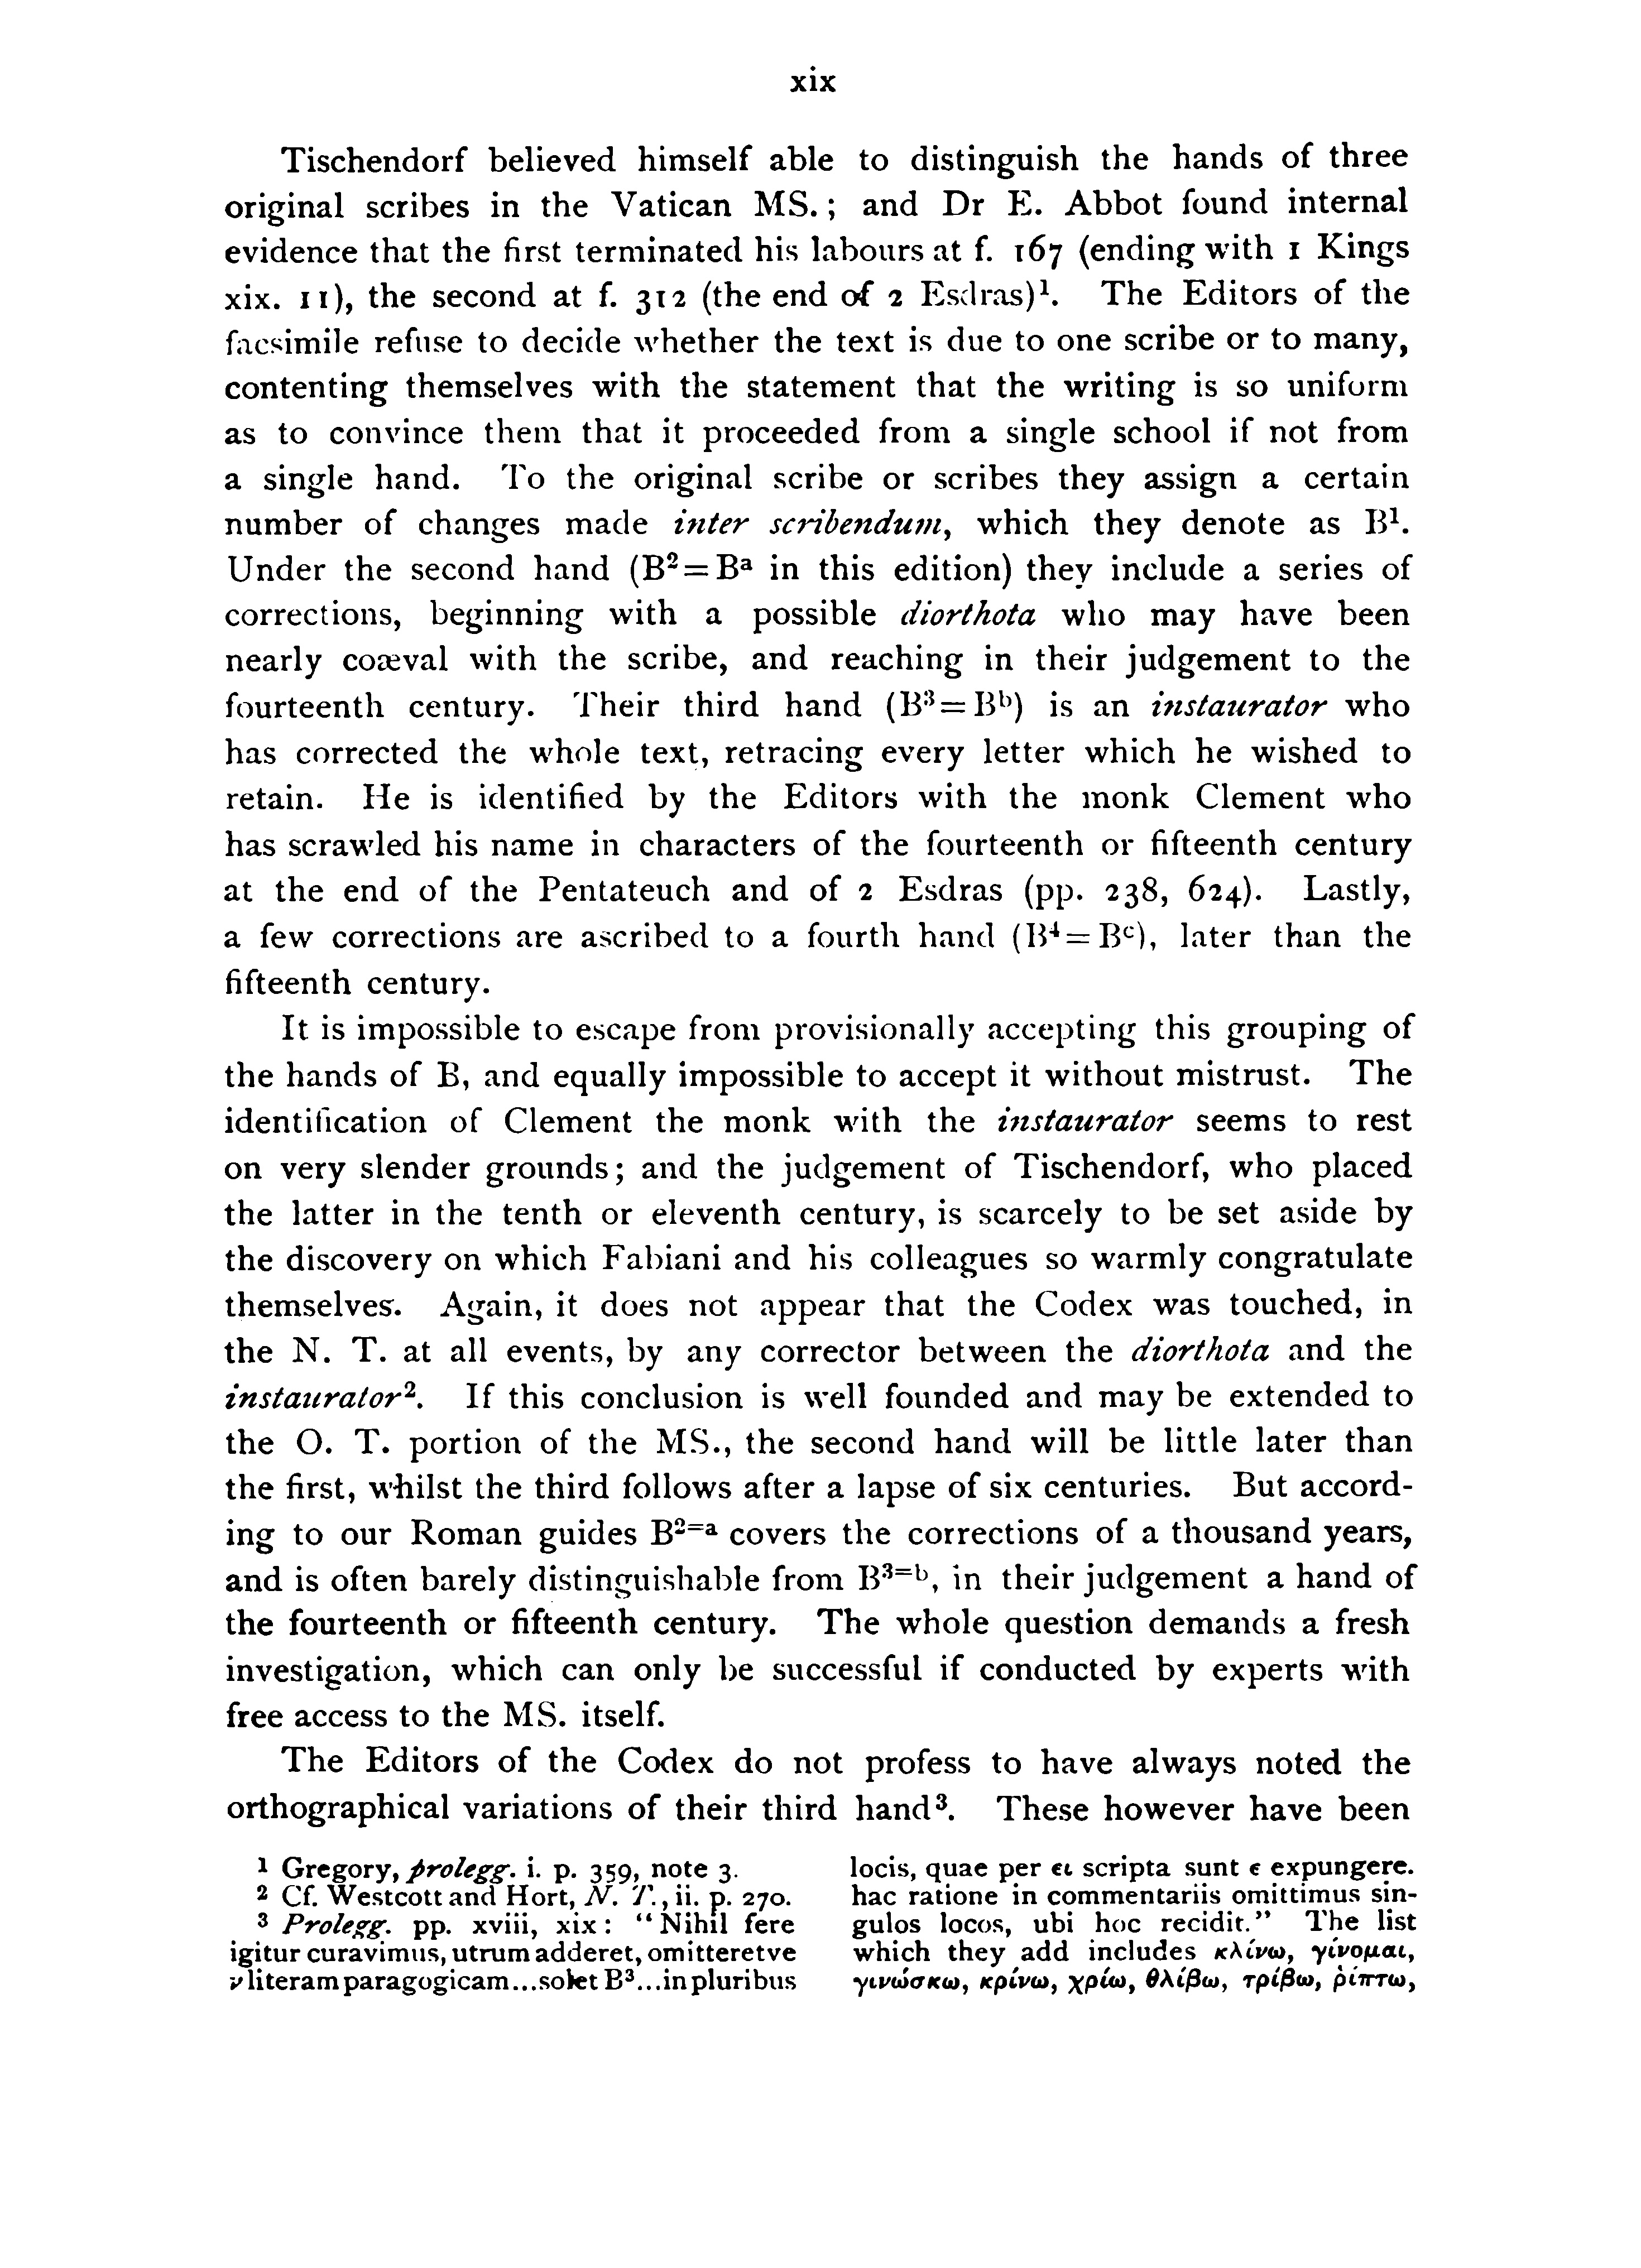 xix
Tischendorf believed himself able to distinguish the hands of three
original scribes in the Vatican MS.; and Dr E. Abbot found internal
evidence that the first terminated his labours at f. 167 (ending with 1 Kings
xix. 11), the second at f. 312 (the end of 2 Esdras)¹. The Editors of the
facsimile refuse to decide whether the text is due to one scribe or to many,
contenting themselves with the statement that the writing is so uniform
as to convince them that it proceeded from a single school if not from
a single hand. To the original scribe or scribes they assign a certain
number of changes made inter scribendum, which they denote as B¹.
Under the second hand (B²=Bᵃ in this edition) they include a series of
corrections, beginning with a possible diorthota who may have been
nearly coæval with the scribe, and reaching in their judgement to the
fourteenth century. Their third hand (B³=Bᵇ) is an instaurator who
has corrected the whole text, retracing every letter which he wished to
retain. He is identified by the Editors with the monk Clement who
has scrawled his name in characters of the fourteenth or fifteenth century
at the end of the Pentateuch and of 2 Esdras (pp. 238, 624). Lastly,
a few corrections are ascribed to a fourth hand (B⁴=Bᶜ), later than the
fifteenth century.
It is impossible to escape from provisionally accepting this grouping of
the hands of B, and equally impossible to accept it without mistrust. The
identification of Clement the monk with the instaurator seems to rest
on very slender grounds; and the judgement of Tischendorf, who placed
the latter in the tenth or eleventh century, is scarcely to be set aside by
the discovery on which Fabiani and his colleagues so warmly congratulate
themselves. Again, it does not appear that the Codex was touched, in
the N. T. at all events, by any corrector between the diorthota and the
instaurator². If this conclusion is well founded and may be extended to
the O. T. portion of the MS., the second hand will be little later than
the first, whilst the third follows after a lapse of six centuries. But accord-
ing to our Roman guides B²⁼ᵃ covers the corrections of a thousand years,
and is often barely distinguishable from B³⁼ᵇ, in their judgement a hand of
the fourteenth or fifteenth century. The whole question demands a fresh
investigation, which can only be successful if conducted by experts with
free access to the MS. itself.
The Editors of the Codex do not profess to have always noted the
orthographical variations of their third hand³. These however have been
¹ Gregory, prolegg. i. p. 359, note 3.
² Cf. Westcott and Hort, N. T., ii. p. 270.
³ Prolegg. pp. xviii, xix: “Nihil fere
igitur curavimus, utrum adderet, omitteretve
ν literam paragogicam...solet B³...in pluribus
locis, quae per ει scripta sunt ε expungere.
hac ratione in commentariis omittimus sin-
gulos locos, ubi hoc recidit.” The list
which they add includes κλίνω, γίνομαι,
γινώσκω, κρίνω, χρίω, θλίβω, τρίβω, ῥίπτω,